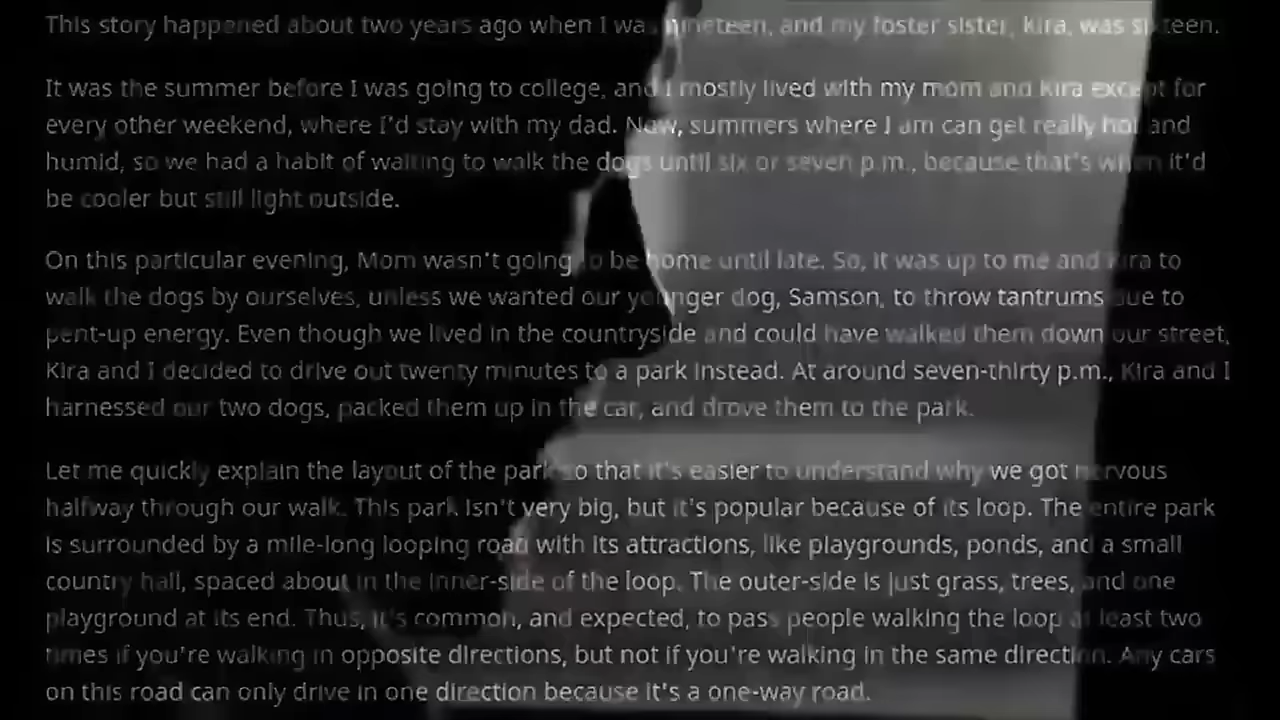 This story happened about two years ago when I was nineteen, and my foster sister, Kira, was sixteen.
It was the summer before I was going to college, and I mostly lived with my mom and Kira except for
every other weekend, where I'd stay with my dad. Now, summers where I am can get really hot and
humid, so we had a habit of waiting to walk the dogs until six or seven p.m., because that's when it'd
be cooler but still light outside.
On this particular evening, Mom wasn't going to be home until late. So, it was up to me and Kira to
walk the dogs by ourselves, unless we wanted our younger dog, Samson, to throw tantrums due to
pent-up energy. Even though we lived in the countryside and could have walked them down our street,
Kira and I decided to drive out twenty minutes to a park instead. At around seven-thirty p.m., Kira and I
harnessed our two dogs, packed them up in the car, and drove them to the park.
Let me quickly explain the layout of the park so that it's easier to understand why we got nervous
halfway through our walk. This park isn't very big, but it's popular because of its loop. The entire park
is surrounded by a mile-long looping road with its attractions, like playgrounds, ponds, and a small
country hall, spaced about in the inner-side of the loop. The outer-side is just grass, trees, and one
playground at its end. Thus, it's common, and expected, to pass people walking the loop at least two
times if you're walking in opposite directions, but not if you're walking in the same direction. Any cars
on this road can only drive in one direction because it's a one-way road.